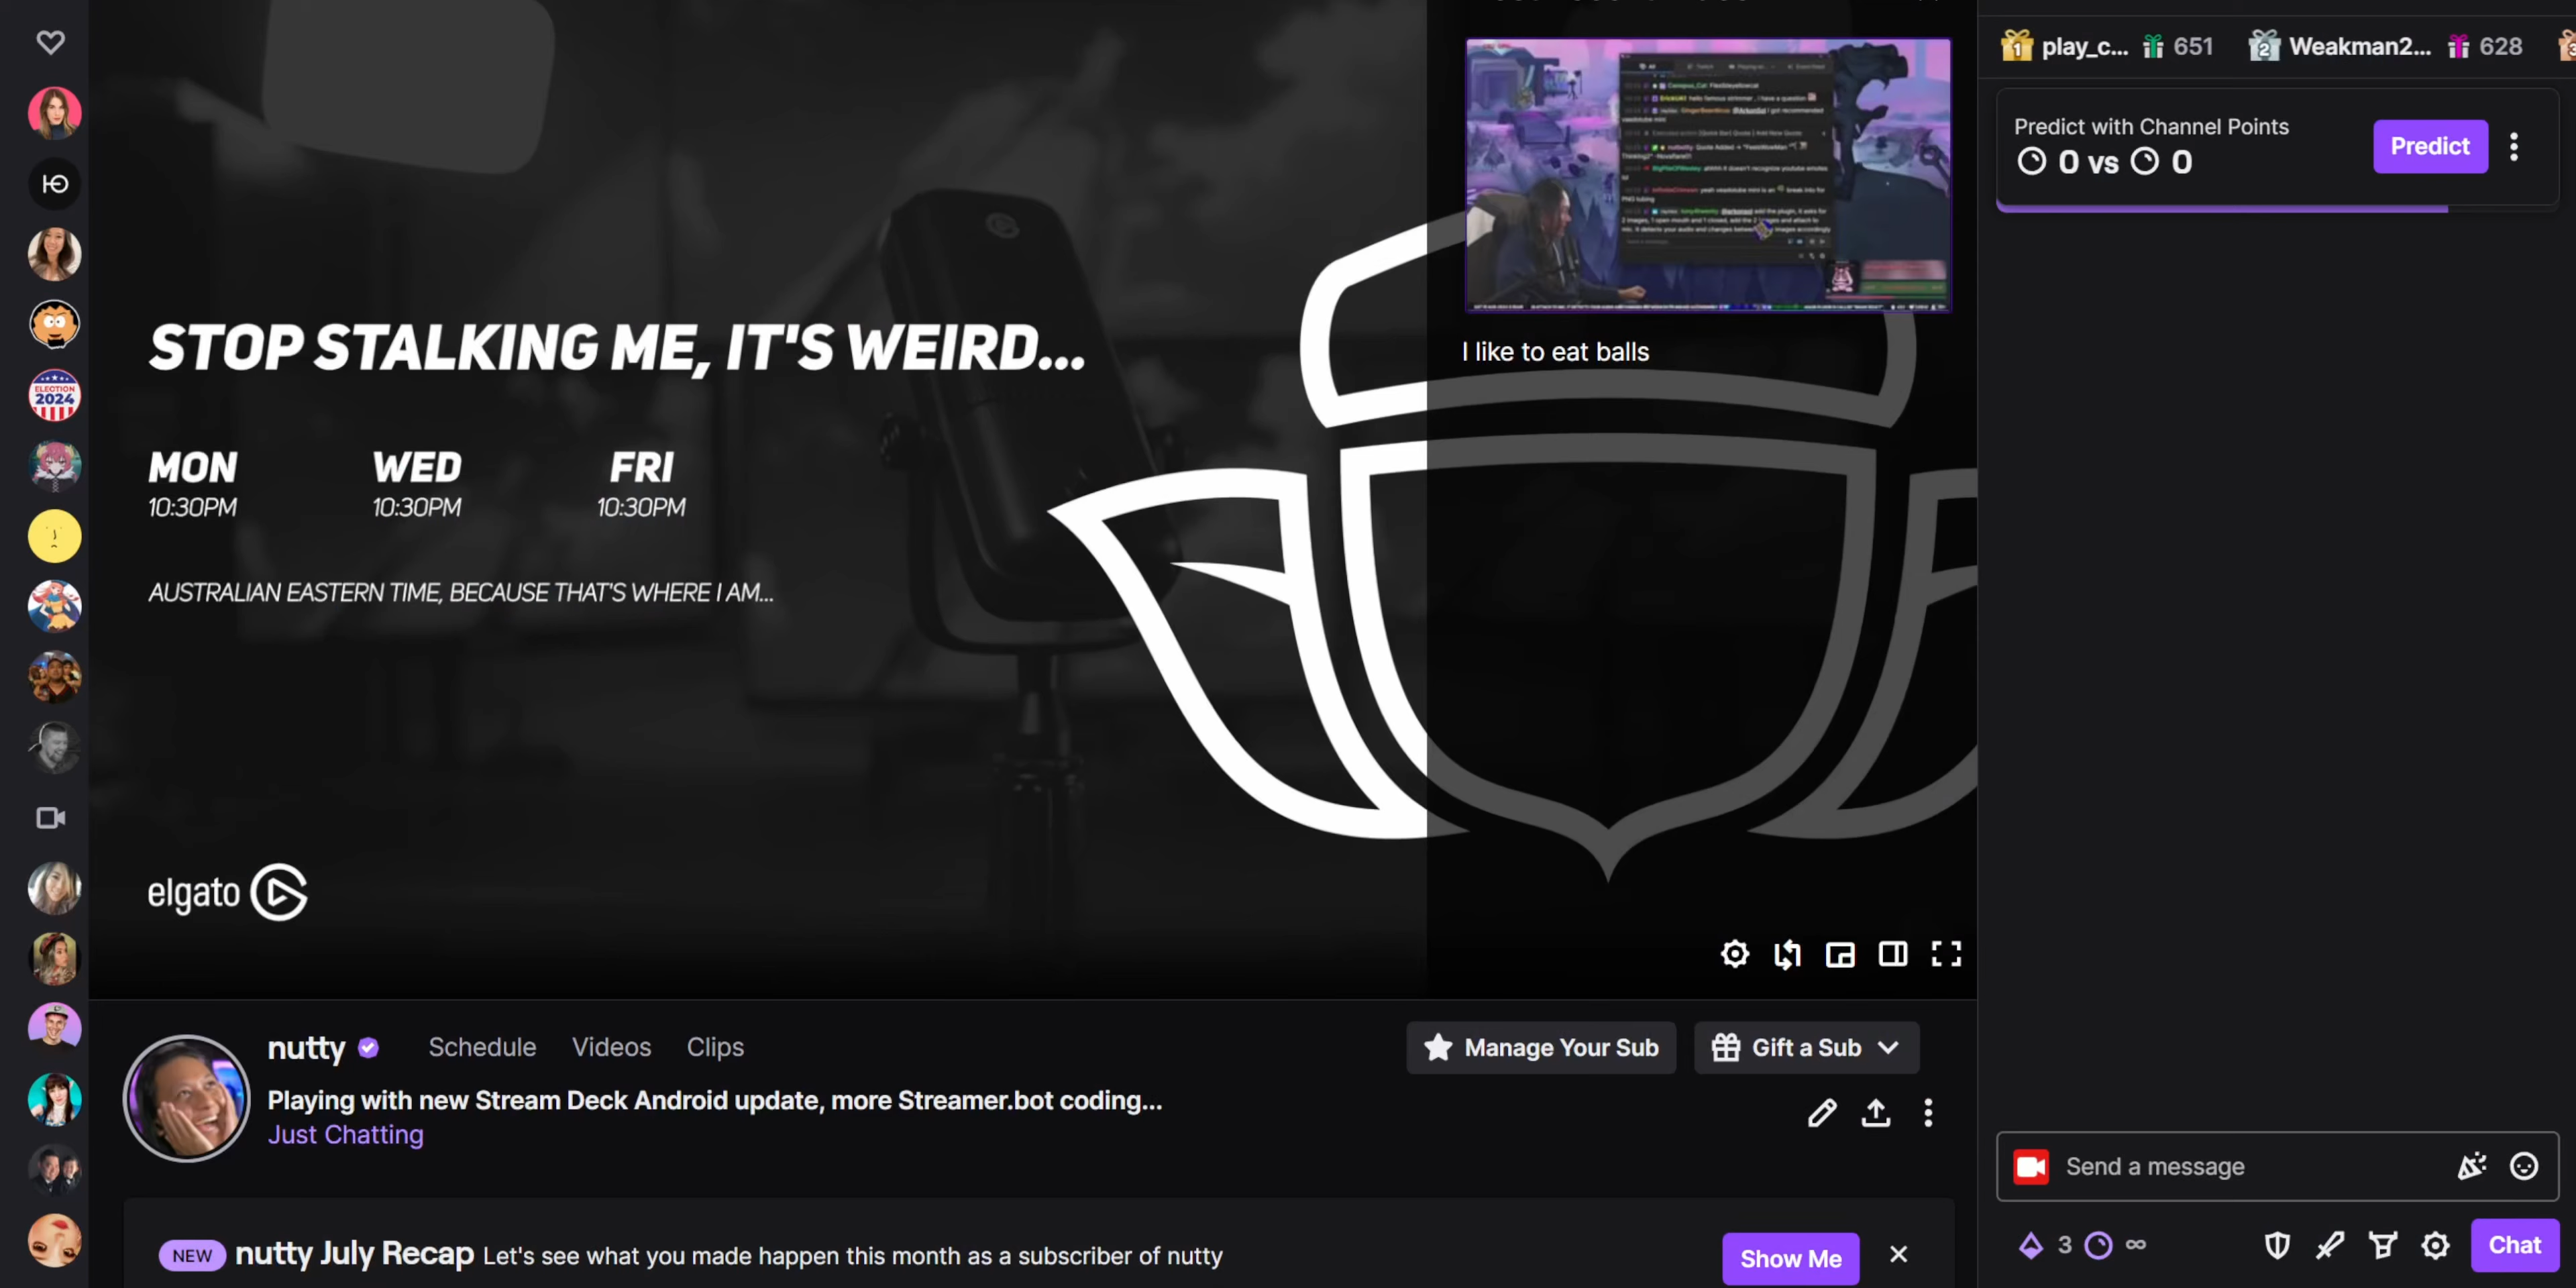 play_c... 651 Weakman2... 628
Predict with Channel Points
0 vs 0
Predict
I like to eat balls
STOP STALKING ME, IT'S WEIRD...
ELECTION
2024
MON WED FRI
10:30PM 10:30PM 10:30PM
AUSTRALIAN EASTERN TIME, BECAUSE THAT'S WHERE I AM...
elgato
nutty Schedule Videos Clips
Manage Your Sub Gift a Sub
Playing with new Stream Deck Android update, more Streamer.bot coding...
Just Chatting
NEW nutty July Recap Let's see what you made happen this month as a subscriber of nutty
Show Me
Send a message
3 ∞
Chat